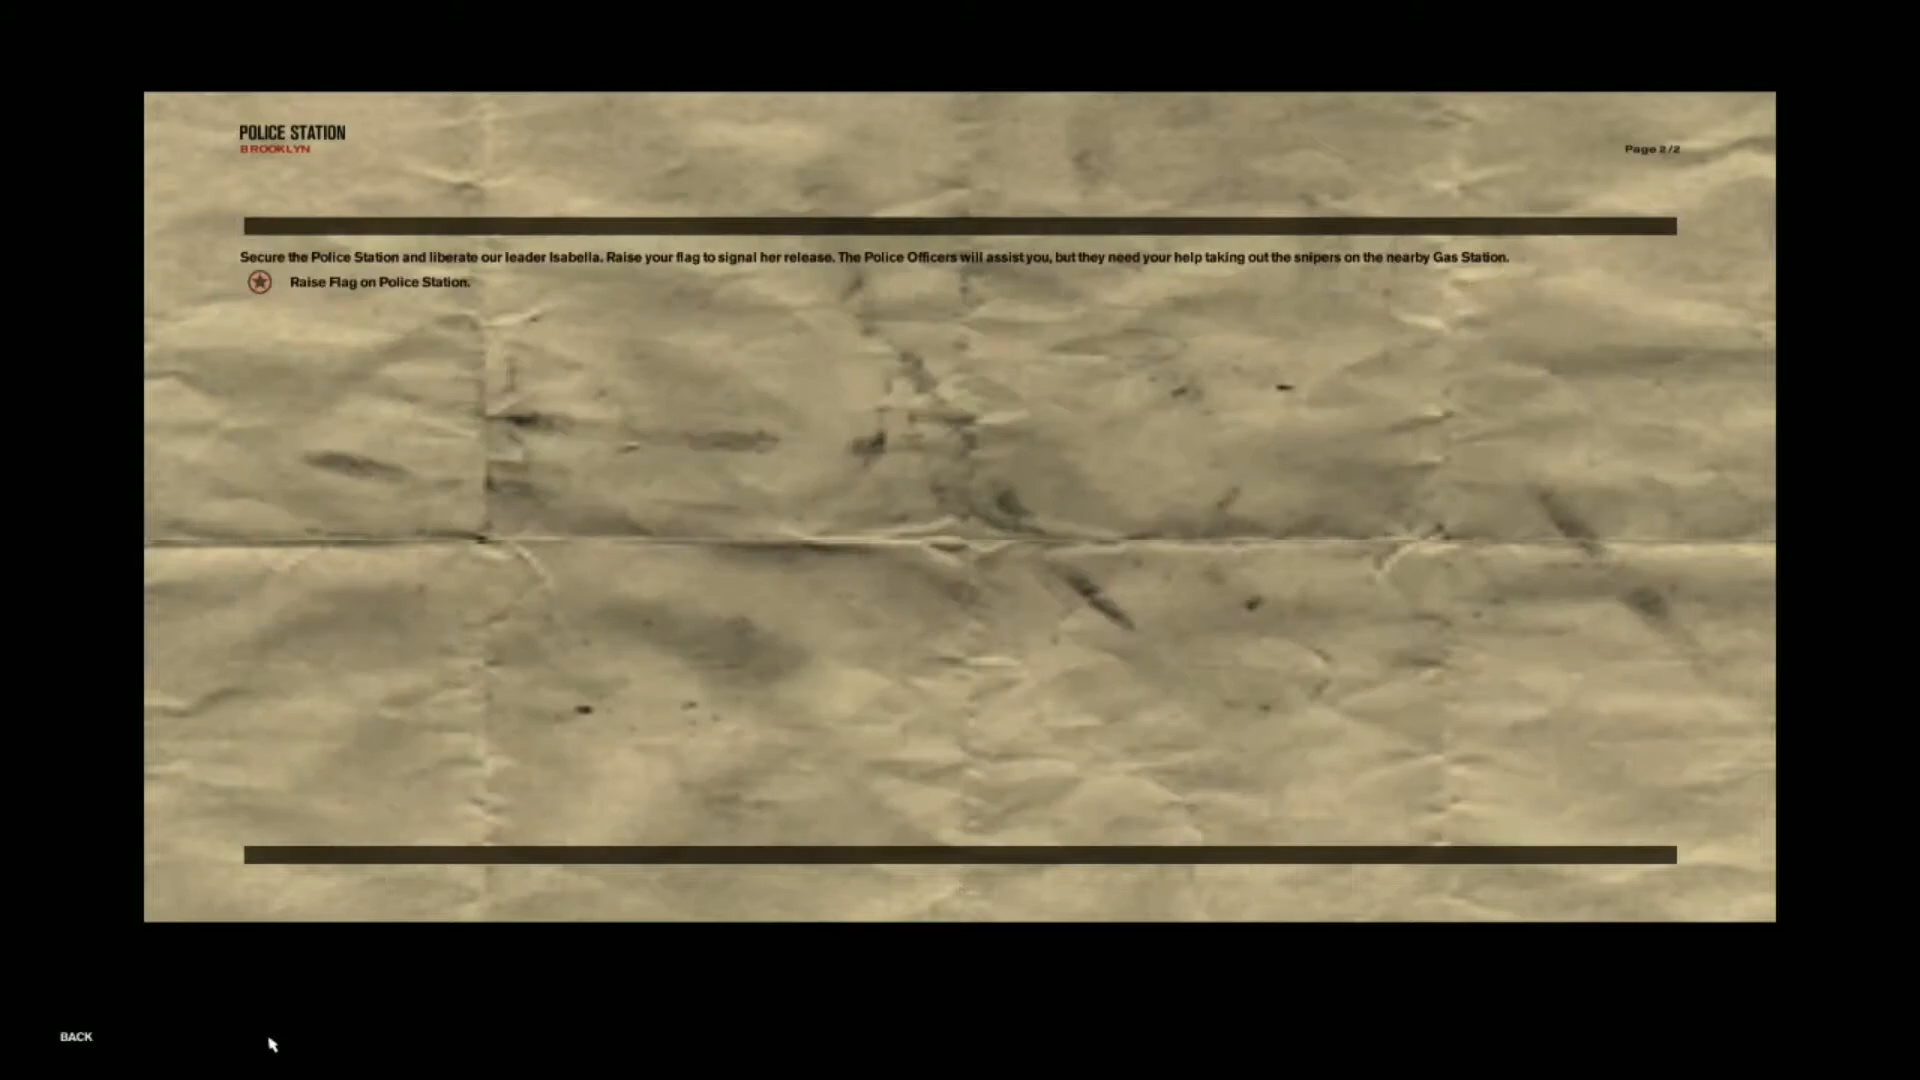 POLICE STATION
BROOKLYN
Page 2/2
Secure the Police Station and liberate our leader Isabella. Raise your flag to signal her release. The Police Officers will assist you, but they need your help taking out the snipers on the nearby Gas Station.
Raise Flag on Police Station.
BACK